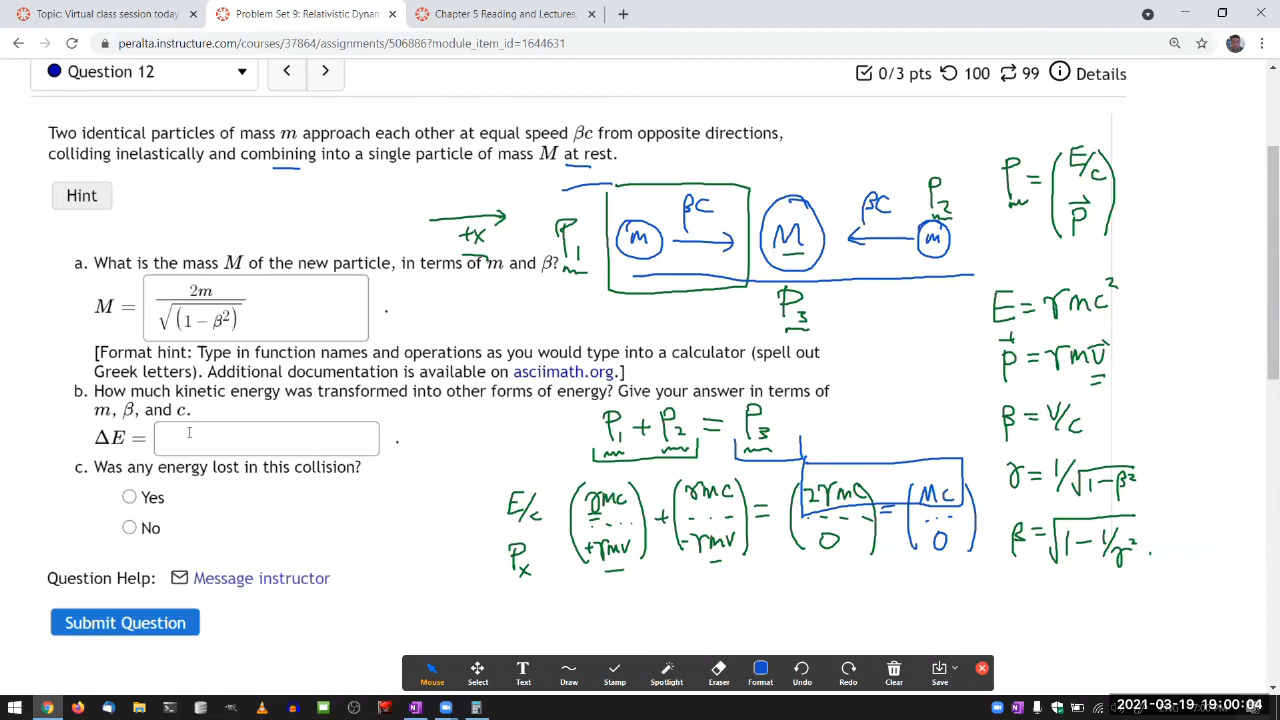 Topic: Virtual class session today
Problem Set 9: Relativistic Dynam
Chapter 5 Reading and Lectures,
peralta.instructure.com/courses/37864/assignments/506886?module_item_id=1644631
Question 12
0/3 pts 100 99 Details
Two identical particles of mass m approach each other at equal speed βc from opposite directions,
colliding inelastically and combining into a single particle of mass M at rest.
Hint
+x
P₁
m
βc
M
βc
P₂
m
P₃
P = (E/c
P⃗)
E = γmc²
p⃗ = γmv⃗
β = v/c
γ = 1/√1-β²
β = √1 - 1/γ² .
a. What is the mass M of the new particle, in terms of m and β?
M = 2m/√(1 − β²) .
[Format hint: Type in function names and operations as you would type into a calculator (spell out
Greek letters). Additional documentation is available on asciimath.org.]
b. How much kinetic energy was transformed into other forms of energy? Give your answer in terms of
m, β, and c.
ΔE = .
P₁ + P₂ = P₃
c. Was any energy lost in this collision?
Yes
No
E/c (γmc + (γmc = (2γmc = (Mc
Pₓ +γmv) -γmv) 0) 0)
Question Help: Message instructor
Submit Question
Mouse Select Text Draw Stamp Spotlight Eraser Format Undo Redo Clear Save
2021-03-19 19:00:04